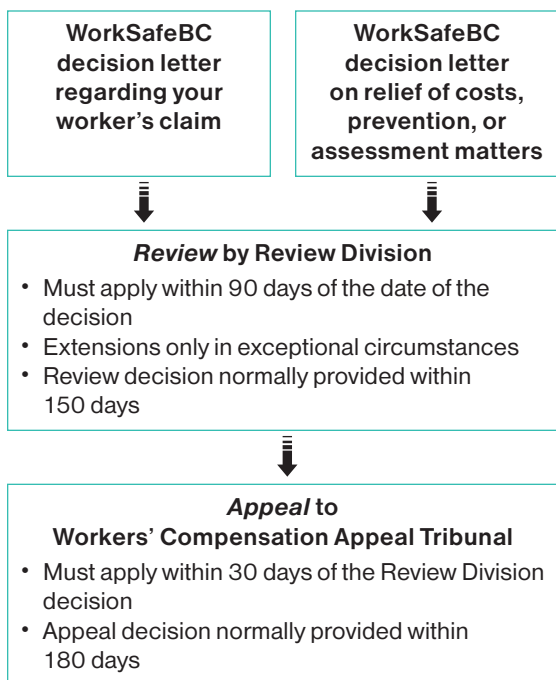 WorkSafeBC
decision letter
regarding your
worker’s claim
WorkSafeBC
decision letter
on relief of costs,
prevention, or
assessment matters
Review by Review Division
• Must apply within 90 days of the date of the
decision
• Extensions only in exceptional circumstances
• Review decision normally provided within
150 days
Appeal to
Workers’ Compensation Appeal Tribunal
• Must apply within 30 days of the Review Division
decision
• Appeal decision normally provided within
180 days